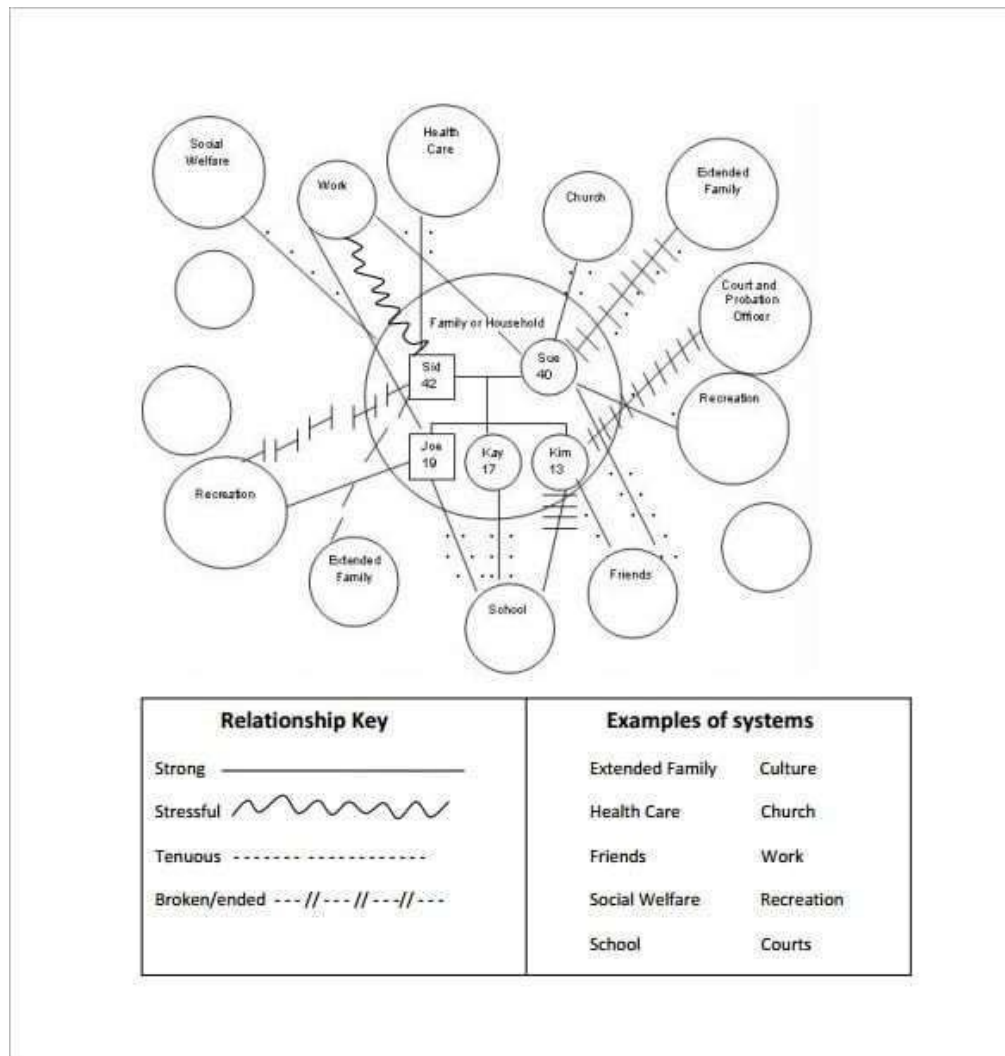 Social
Welfare
Work
Health
Care
Church
Extended
Family
Court and
Probation
Officer
Family or Household
Sid
42
Sue
40
Recreation
Joe
19
Kay
17
Kim
13
Recreation
Extended
Family
School
Friends
Relationship Key
Strong
Stressful
Tenuous
Broken/ended
Examples of systems
Extended Family Culture
Health Care Church
Friends Work
Social Welfare Recreation
School Courts